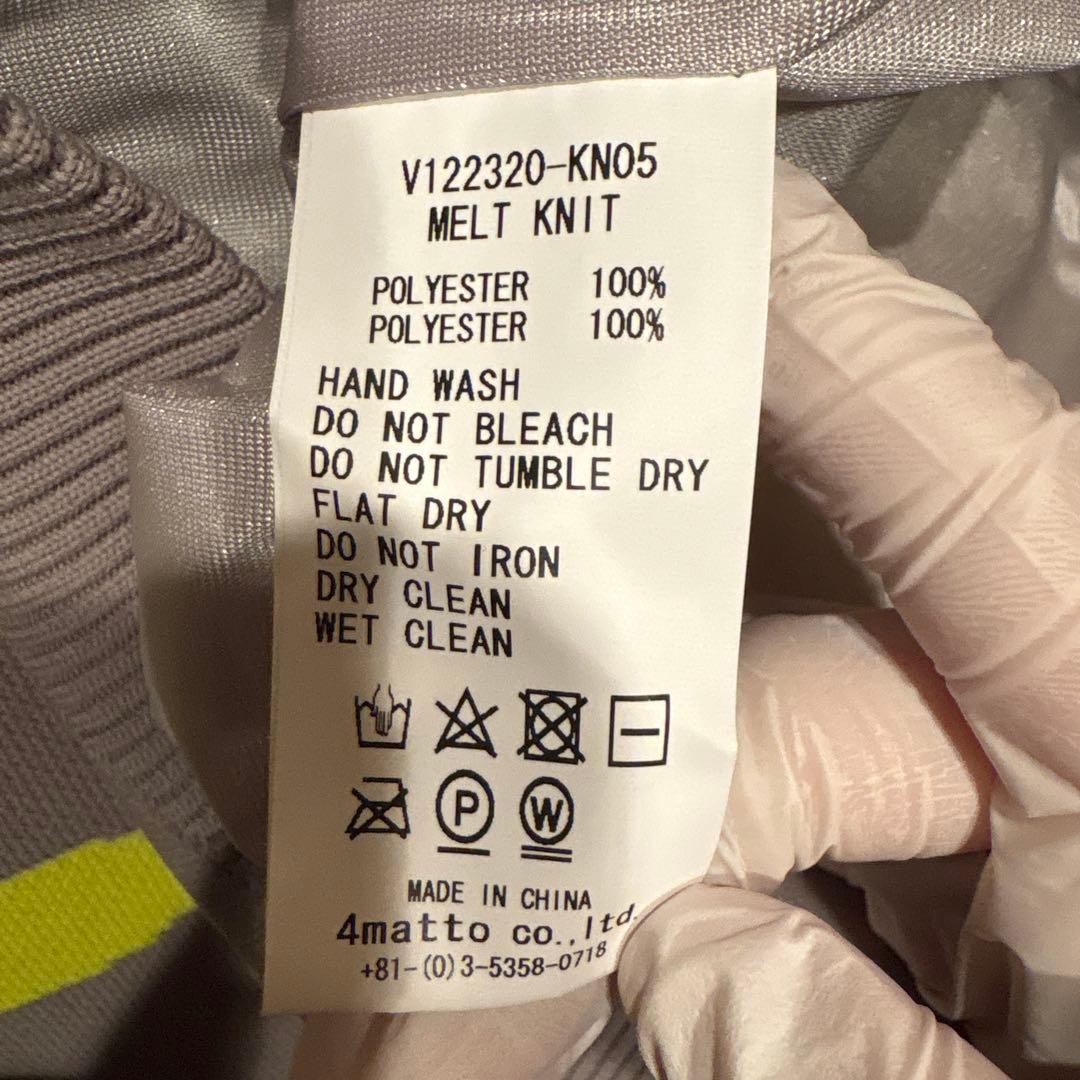 V122320-KN05
MELT KNIT
POLYESTER 100%
POLYESTER 100%
HAND WASH
DO NOT BLEACH
DO NOT TUMBLE DRY
FLAT DRY
DO NOT IRON
DRY CLEAN
WET CLEAN
P W
MADE IN CHINA
4matto co.,ltd.
+81-(0)3-5358-0718